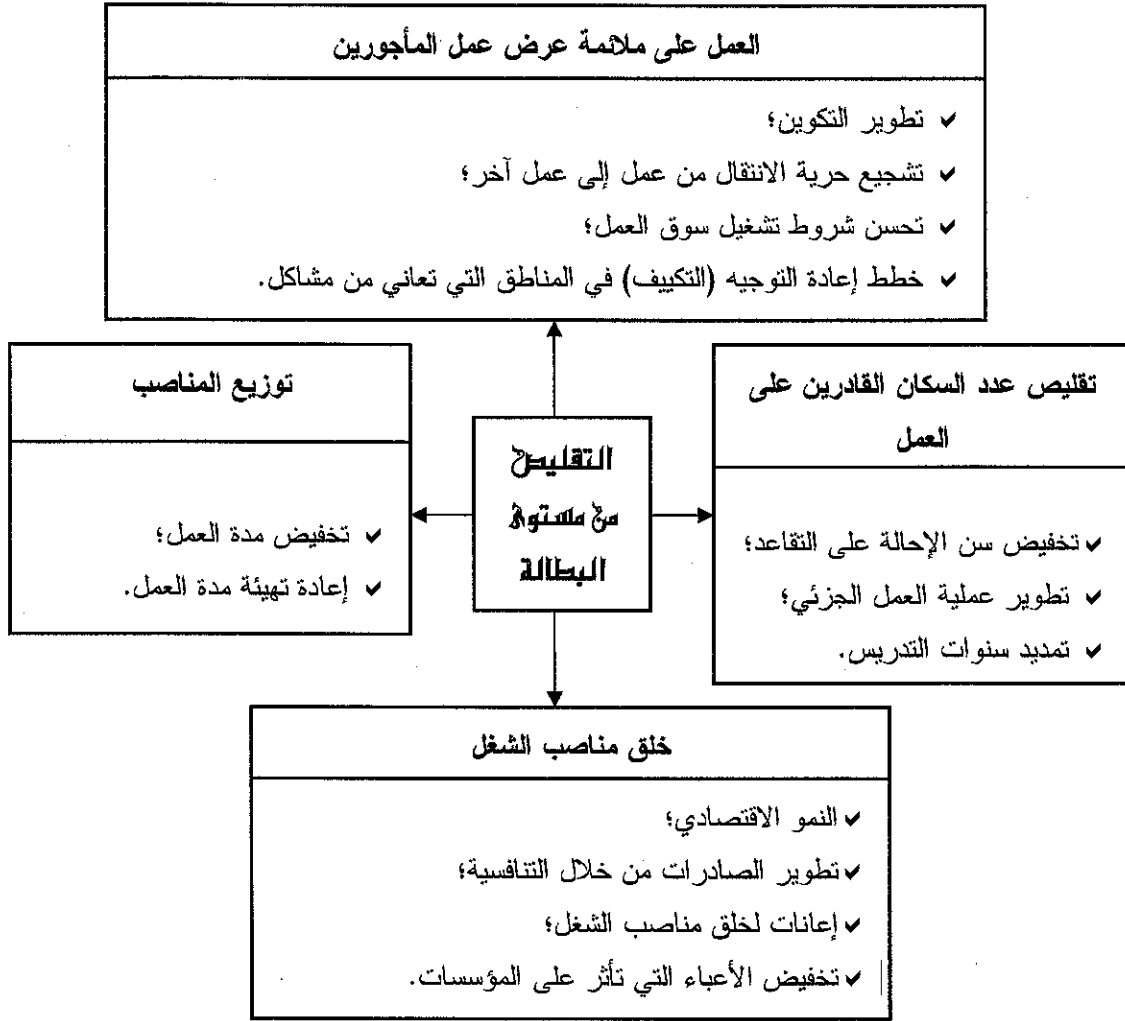 العمل على ملائمة عرض عمل المأجورين
✓ تطوير التكوين؛
✓ تشجيع حرية الانتقال من عمل إلى عمل آخر؛
✓ تحسن شروط تشغيل سوق العمل؛
✓ خطط إعادة التوجيه (التكييف) في المناطق التي تعاني من مشاكل.
تقليص عدد السكان القادرين على
العمل
✓ تخفيض سن الإحالة على التقاعد؛
✓ تطوير عملية العمل الجزئي؛
✓ تمديد سنوات التدريس.
التقليص
من مستوى
البطالة
توزيع المناصب
✓ تخفيض مدة العمل؛
✓ إعادة تهيئة مدة العمل.
خلق مناصب الشغل
✓ النمو الاقتصادي؛
✓ تطوير الصادرات من خلال التنافسية؛
✓ إعانات لخلق مناصب الشغل؛
✓ تخفيض الأعباء التي تأثر على المؤسسات.